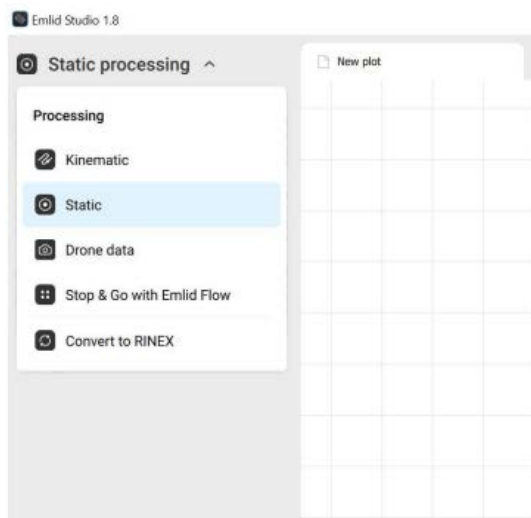 Emlid Studio 1.8
Static processing
New plot
Processing
Kinematic
Static
Drone data
Stop & Go with Emlid Flow
Convert to RINEX